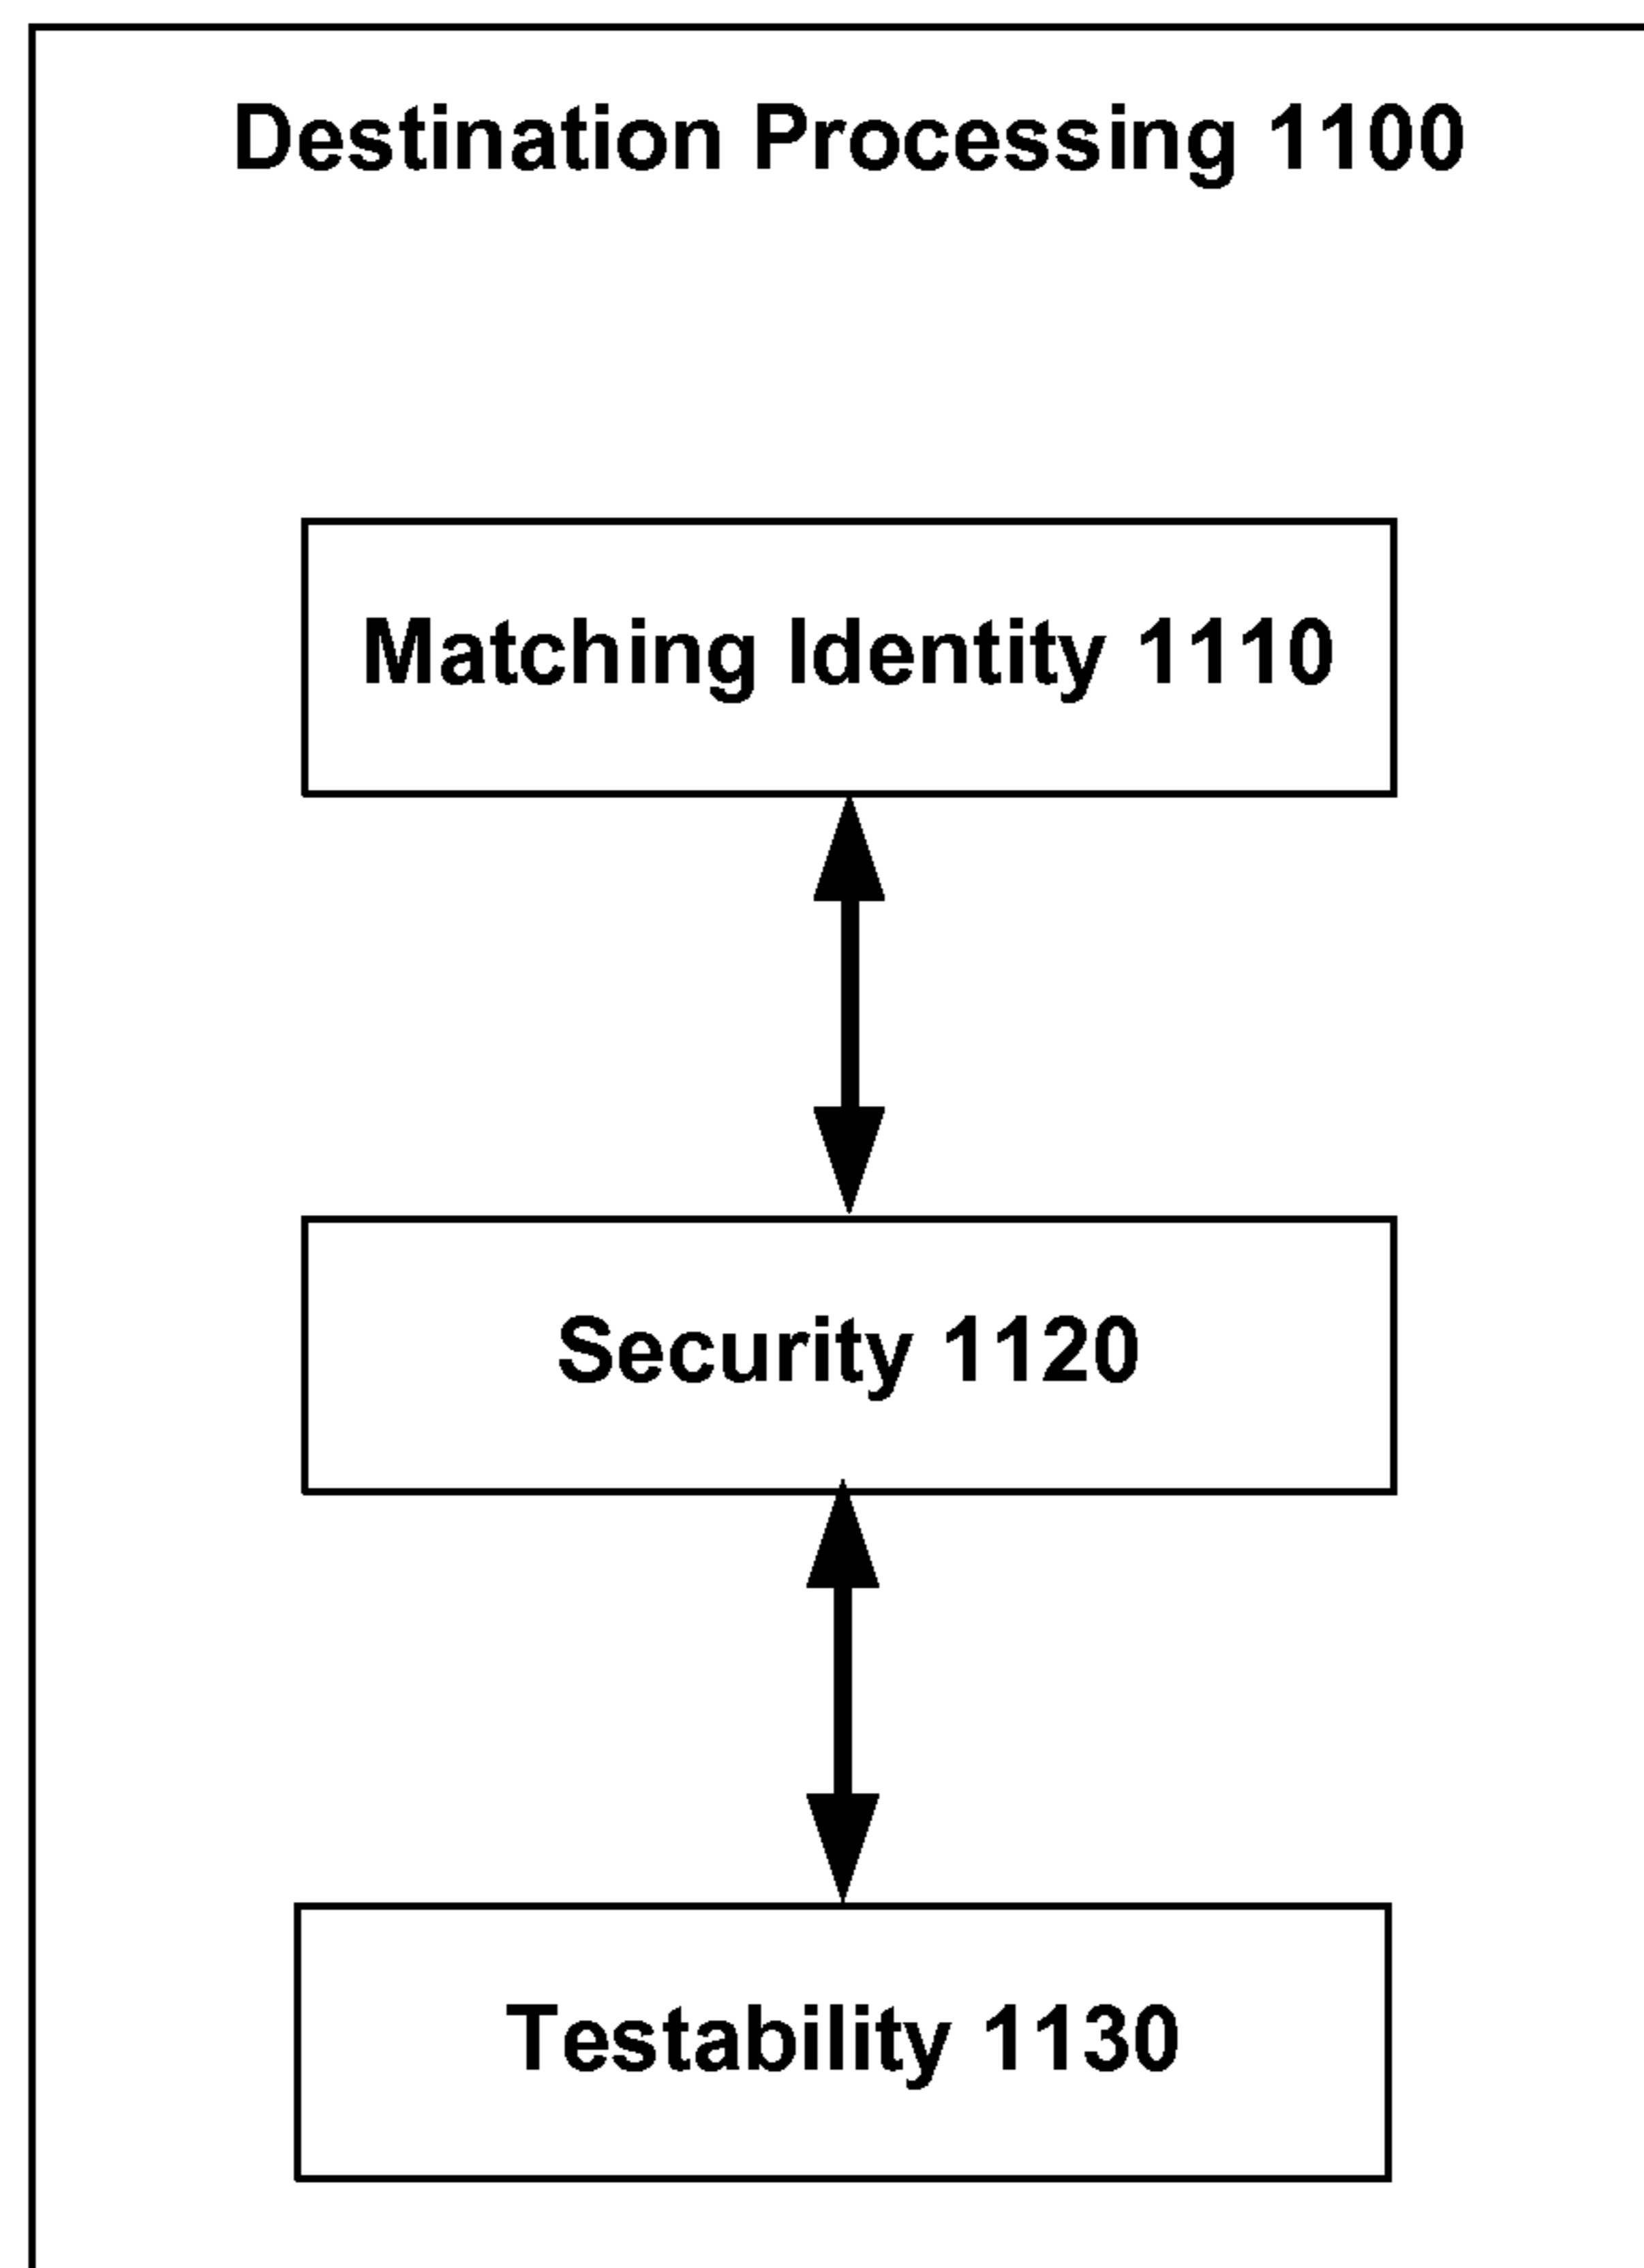 Destination Processing 1100
Matching Identity 1110
Security 1120
Testability 1130